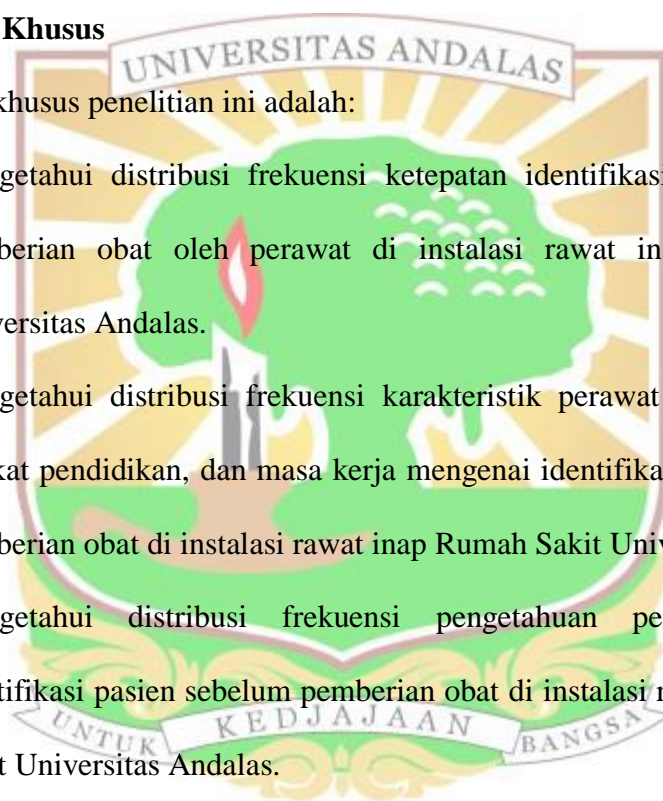 Khusus
UNIVERSITAS ANDALAS
khusus penelitian ini adalah:
getahui distribusi frekuensi ketepatan identifikasi
berian obat oleh perawat di instalasi rawat in
versitas Andalas.
getahui distribusi frekuensi karakteristik perawat
kat pendidikan, dan masa kerja mengenai identifika
berian obat di instalasi rawat inap Rumah Sakit Univ
getahui distribusi frekuensi pengetahuan pe
tifikasi pasien sebelum pemberian obat di instalasi r
UNTUK KEDJAJAAN BANGSA
t Universitas Andalas.